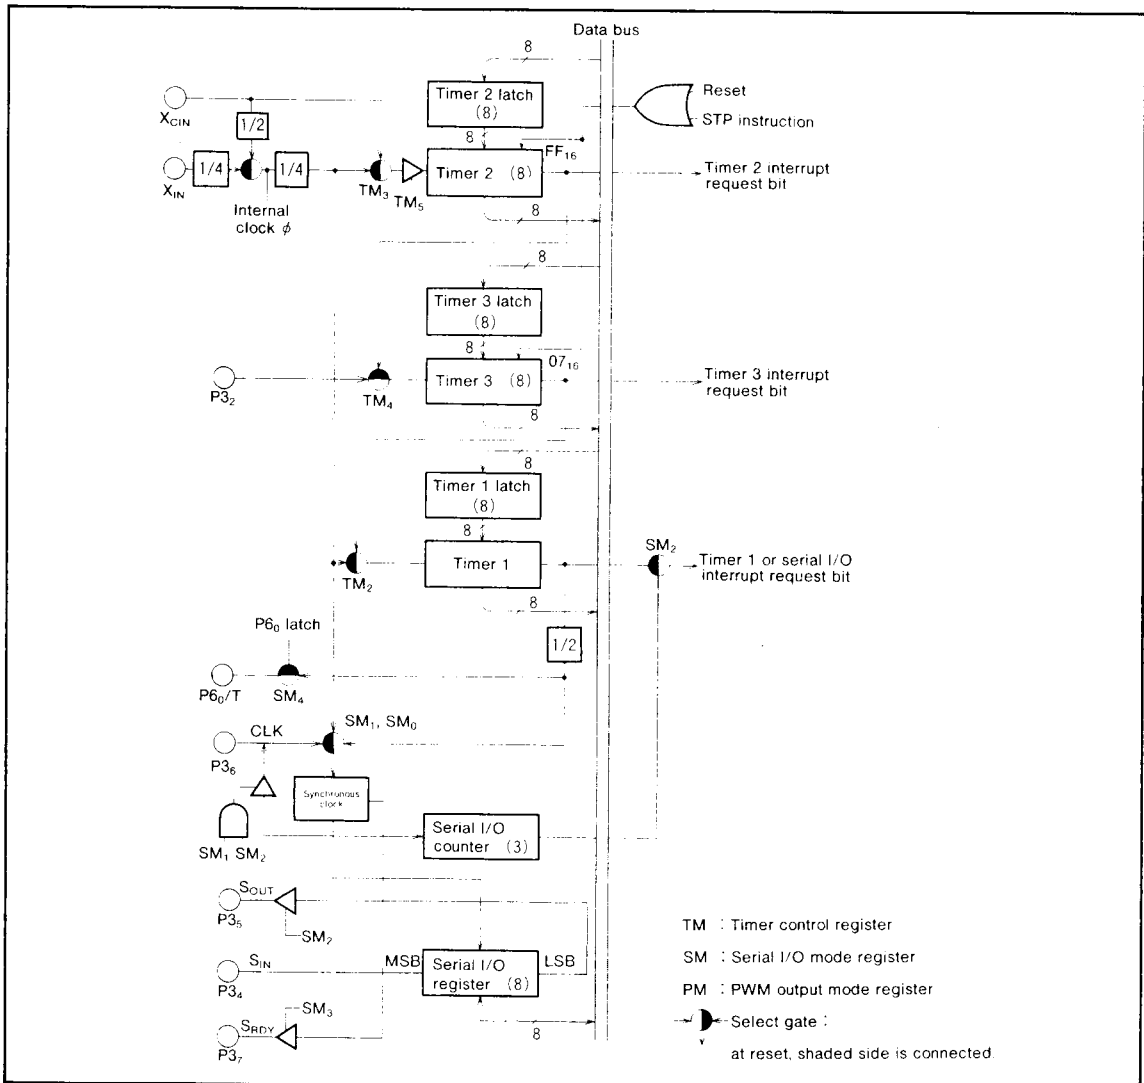 Data bus
8
Timer 2 latch
(8)
Reset
STP instruction
X_CIN
1/2
8
FF₁₆
1/4
1/4
Timer 2 (8)
Timer 2 interrupt
request bit
X_IN
TM₃
TM₅
Internal
clock φ
8
8
Timer 3 latch
(8)
8
07₁₆
Timer 3 (8)
Timer 3 interrupt
request bit
P3₂
TM₄
8
8
Timer 1 latch
(8)
8
SM₂
Timer 1
Timer 1 or serial I/O
interrupt request bit
TM₂
8
P6₀ latch
1/2
P6₀/T
SM₄
SM₁, SM₀
CLK
P3₆
Synchronous
clock
Serial I/O
counter (3)
SM₁ SM₂
S_OUT
P3₅
SM₂
S_IN
MSB
Serial I/O
register (8)
LSB
P3₄
SM₃
S_RDY
P3₇
8
TM : Timer control register
SM : Serial I/O mode register
PM : PWM output mode register
Select gate :
at reset, shaded side is connected.